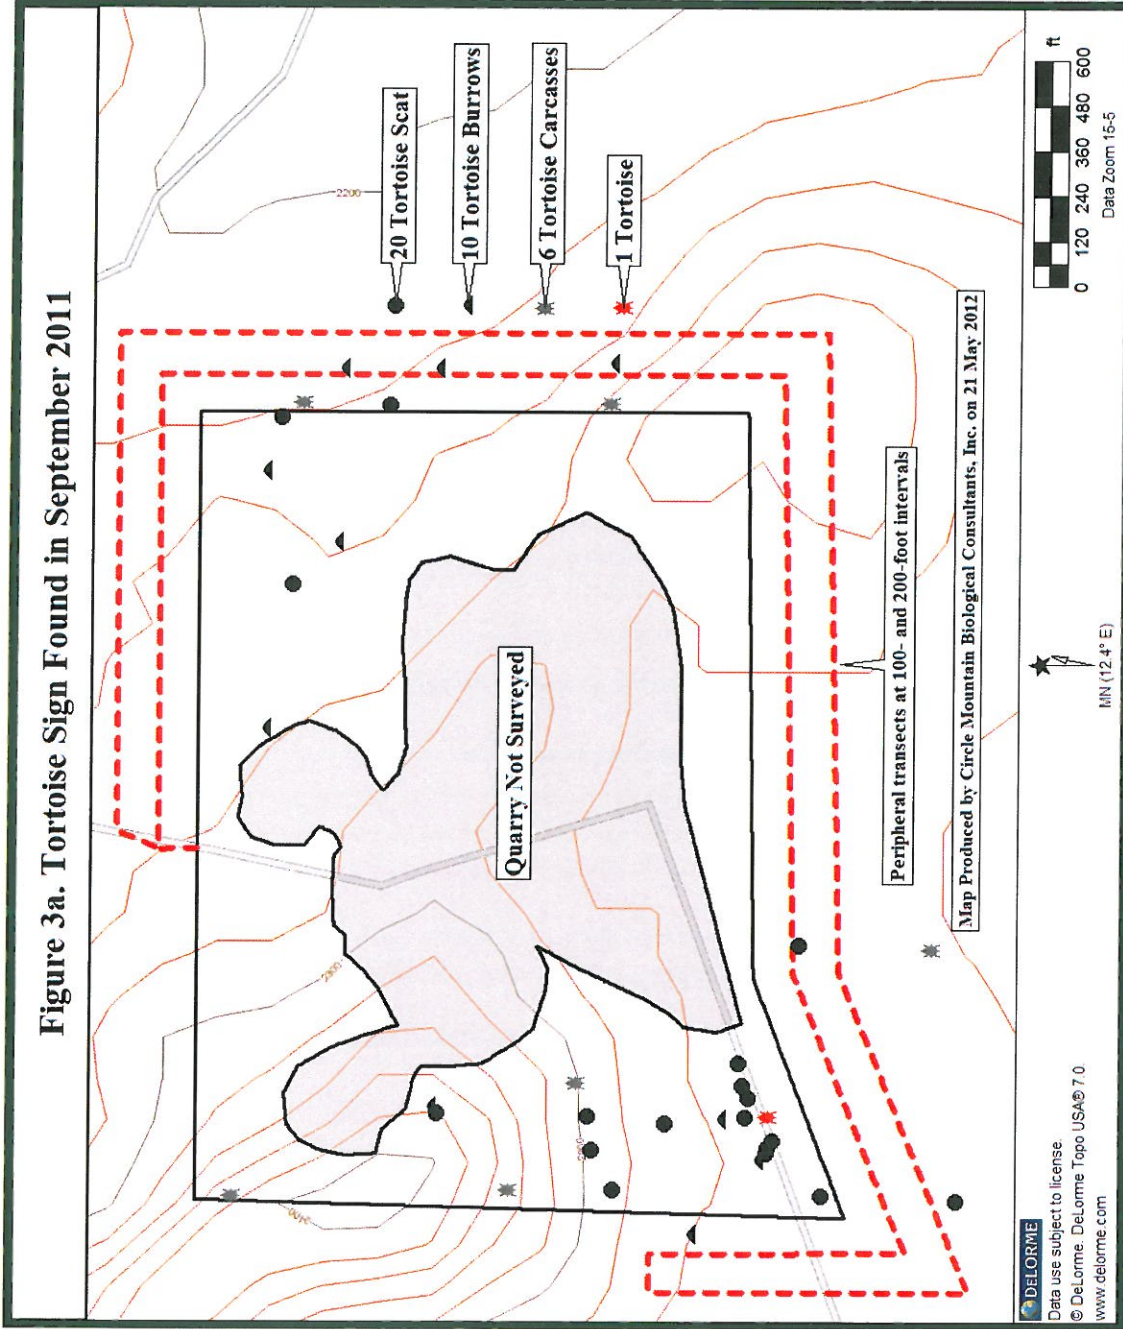 Figure 3a. Tortoise Sign Found in September 2011
2200
20 Tortoise Scat
10 Tortoise Burrows
6 Tortoise Carcasses
1 Tortoise
Quarry Not Surveyed
Peripheral transects at 100- and 200-foot intervals
Map Produced by Circle Mountain Biological Consultants, Inc. on 21 May 2012
DELORME
Data use subject to license.
© DeLorme. DeLorme Topo USA® 7.0.
www.delorme.com
MN (12.4° E)
ft
0 120 240 360 480 600
Data Zoom 15-5